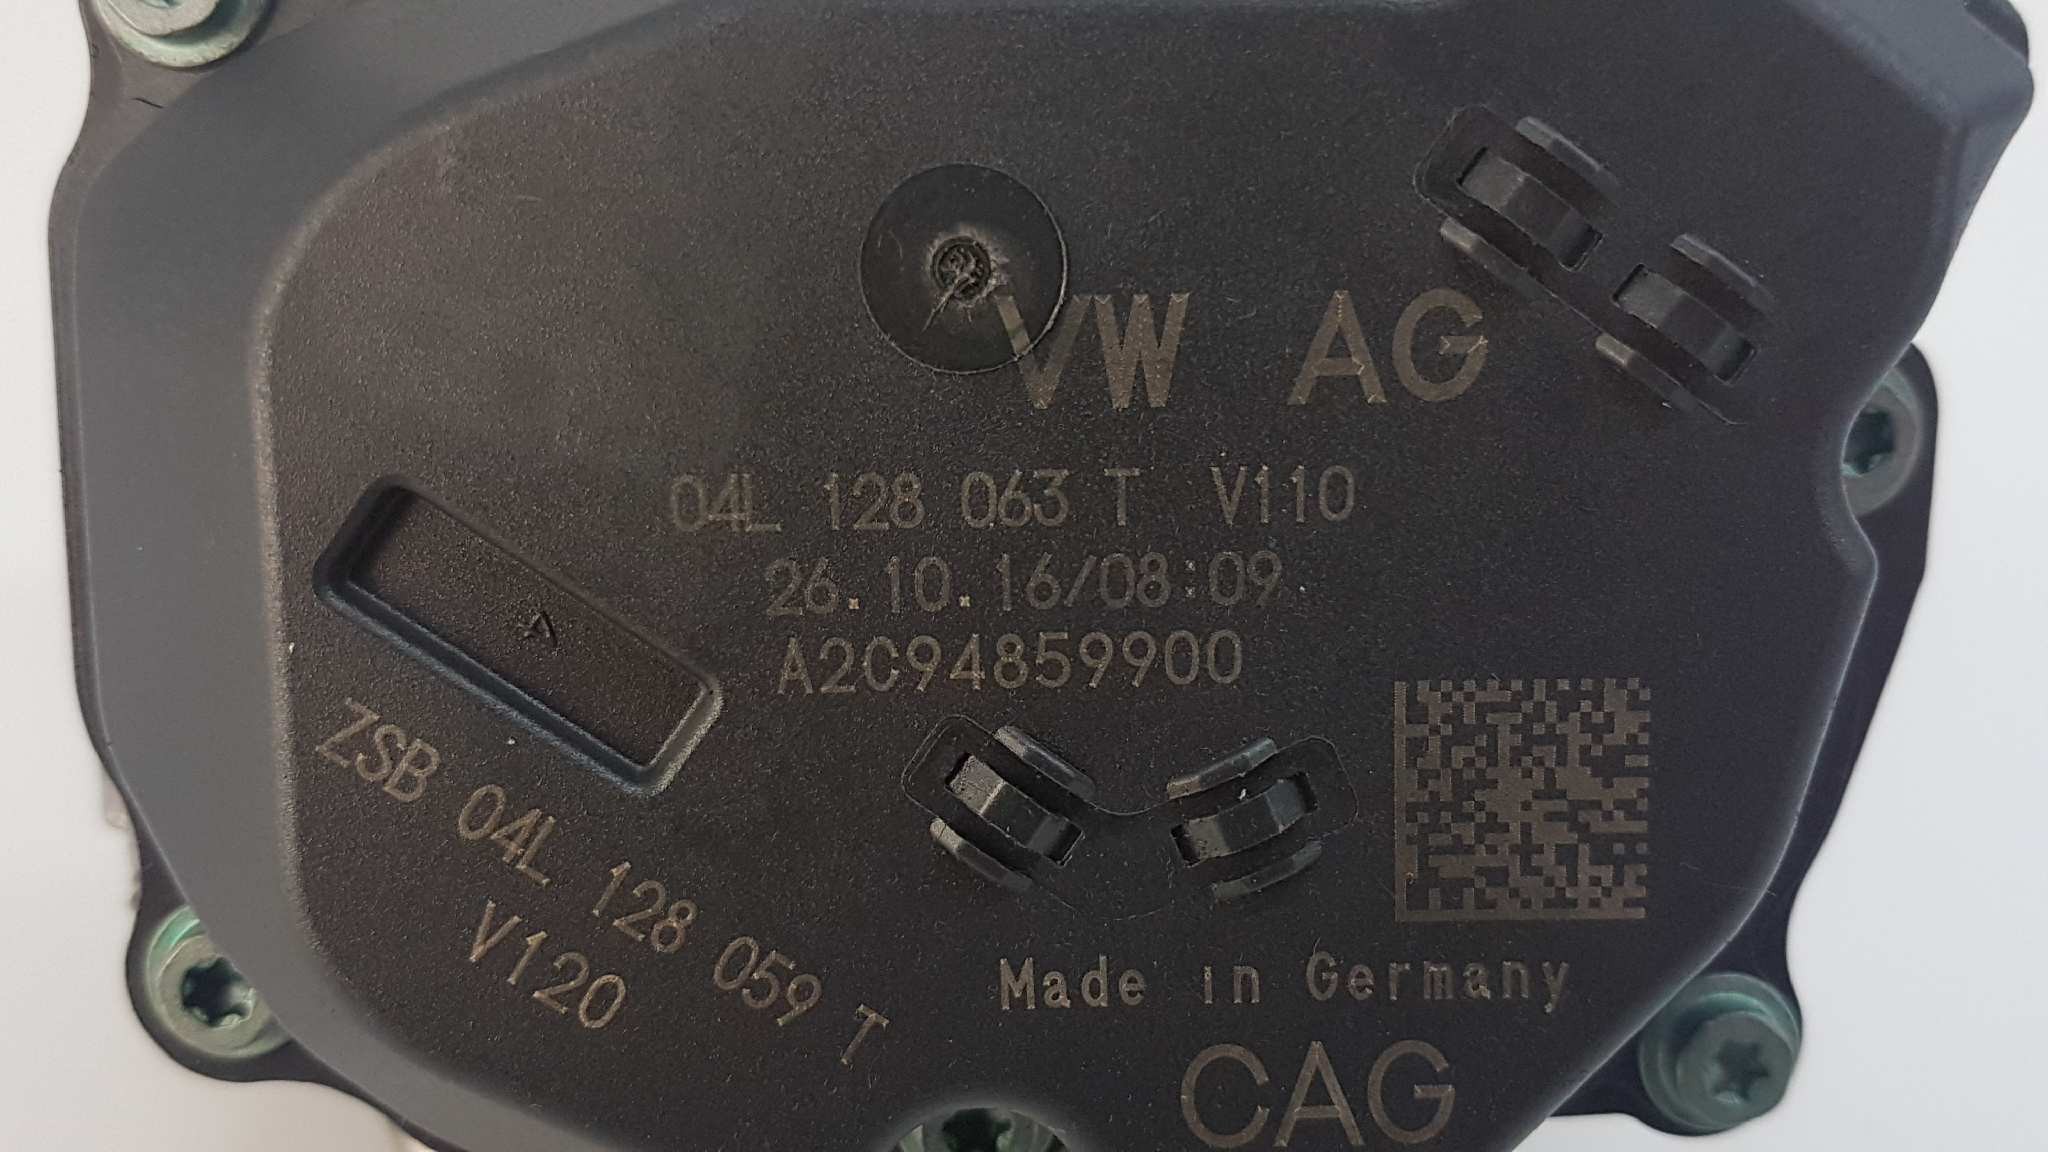 VW AG
04L 128 063 T V110
26.10.16/08:09
A2C94859900
ZSB 04L 128 059 T
V120
Made in Germany
CAG